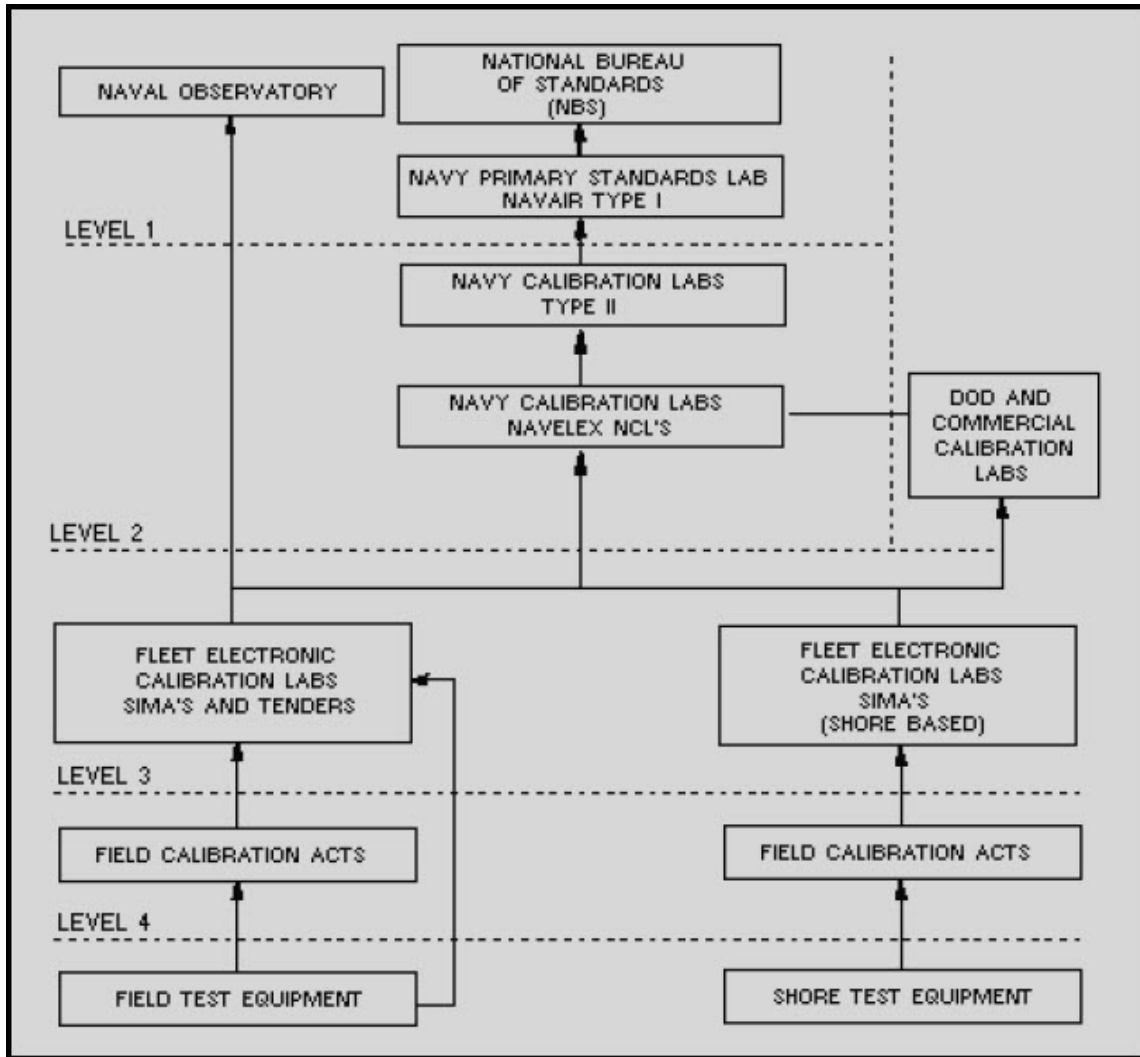 NATIONAL BUREAU
OF STANDARDS
(NBS)
NAVAL OBSERVATORY
NAVY PRIMARY STANDARDS LAB
NAVAIR TYPE I
LEVEL 1
NAVY CALIBRATION LABS
TYPE II
NAVY CALIBRATION LABS
NAVELEX NCL'S
DOD AND
COMMERCIAL
CALIBRATION
LABS
LEVEL 2
FLEET ELECTRONIC
CALIBRATION LABS
SIMA'S AND TENDERS
FLEET ELECTRONIC
CALIBRATION LABS
SIMA'S
(SHORE BASED)
LEVEL 3
FIELD CALIBRATION ACTS
FIELD CALIBRATION ACTS
LEVEL 4
FIELD TEST EQUIPMENT
SHORE TEST EQUIPMENT